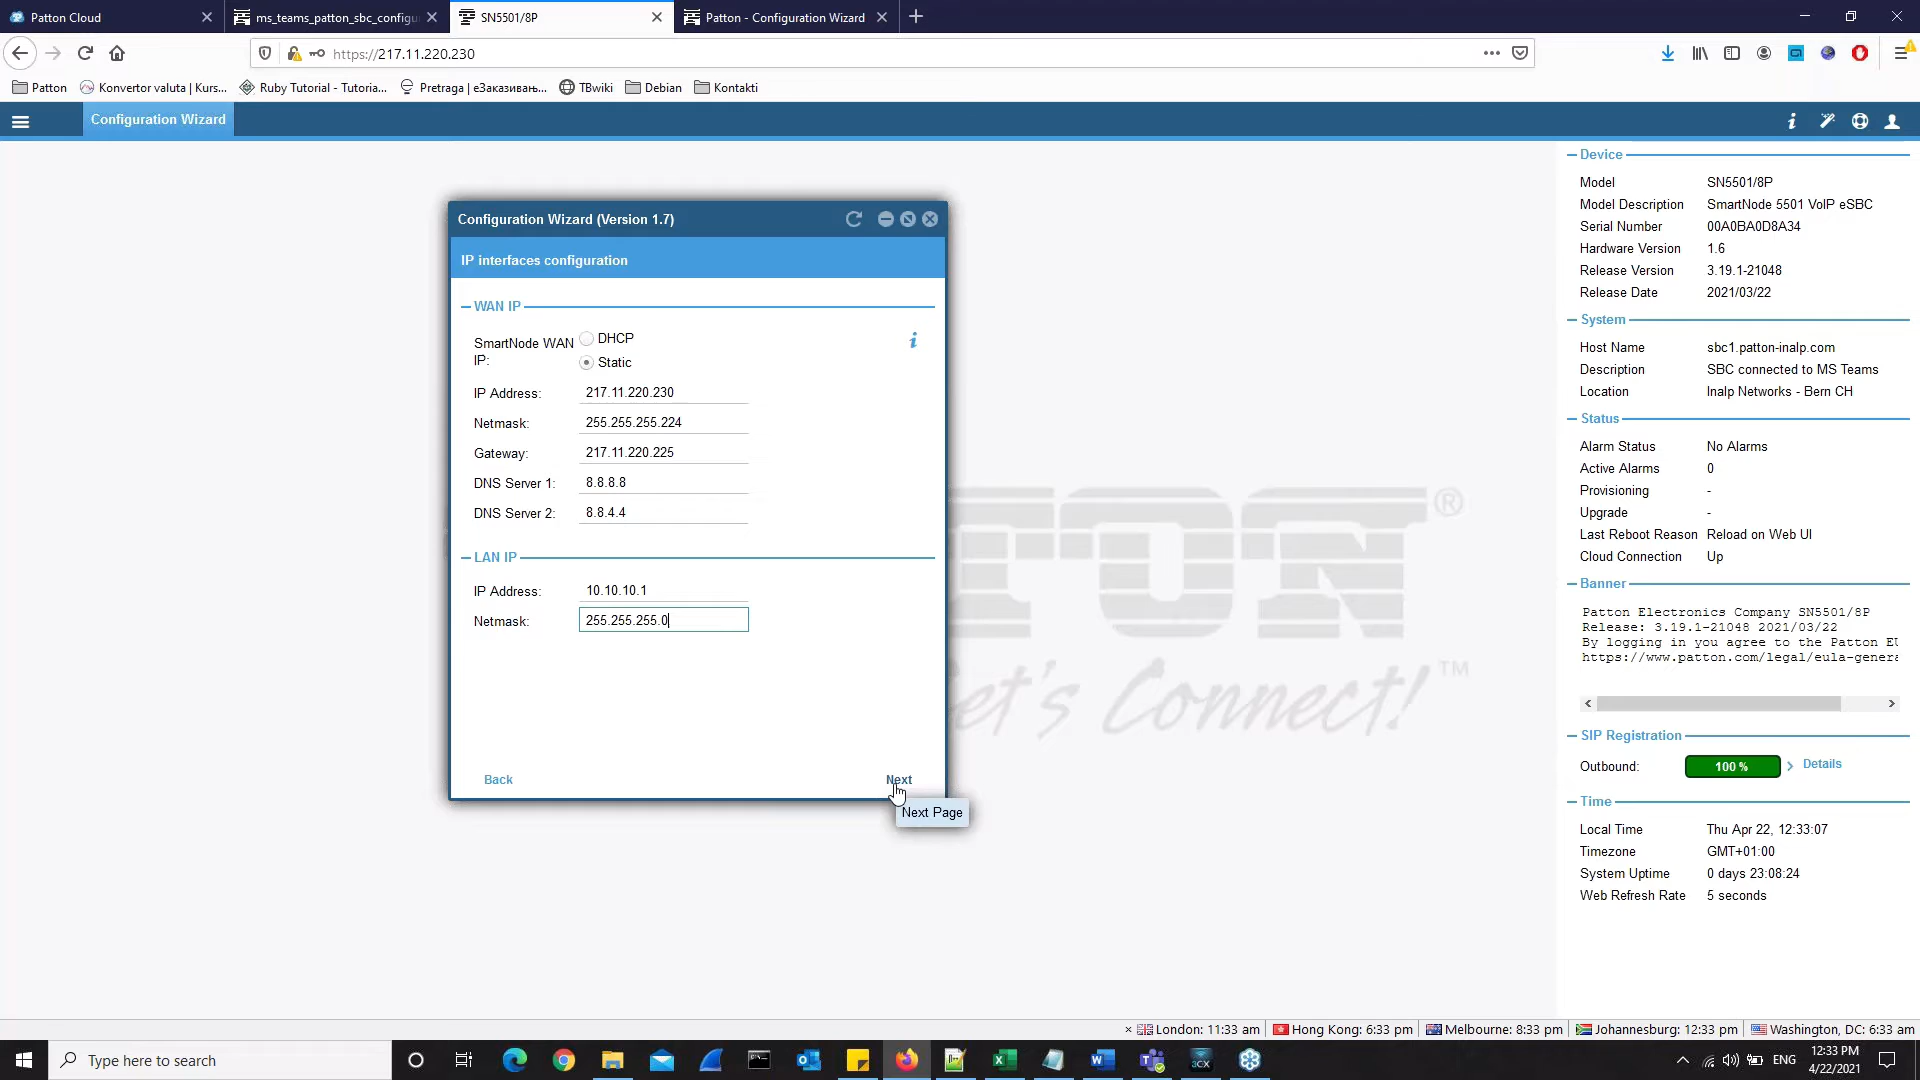 Patton Cloud
ms_teams_patton_sbc_configu
SN5501/8P
Patton - Configuration Wizard
https://217.11.220.230
Patton
Konvertor valuta | Kurs...
Ruby Tutorial - Tutoria...
Pretraga | еЗаказивањ...
TBwiki
Debian
Kontakti
Configuration Wizard
Configuration Wizard (Version 1.7)
IP interfaces configuration
WAN IP
SmartNode WAN IP:
DHCP
Static
IP Address: 217.11.220.230
Netmask: 255.255.255.224
Gateway: 217.11.220.225
DNS Server 1: 8.8.8.8
DNS Server 2: 8.8.4.4
LAN IP
IP Address: 10.10.10.1
Netmask: 255.255.255.0
Back
Next
Next Page
PATTON®
Let's Connect!™
Device
Model SN5501/8P
Model Description SmartNode 5501 VoIP eSBC
Serial Number 00A0BA0D8A34
Hardware Version 1.6
Release Version 3.19.1-21048
Release Date 2021/03/22
System
Host Name sbc1.patton-inalp.com
Description SBC connected to MS Teams
Location Inalp Networks - Bern CH
Status
Alarm Status No Alarms
Active Alarms 0
Provisioning -
Upgrade -
Last Reboot Reason Reload on Web UI
Cloud Connection Up
Banner
Patton Electronics Company SN5501/8P
Release: 3.19.1-21048 2021/03/22
By logging in you agree to the Patton EU
https://www.patton.com/legal/eula-genera
SIP Registration
Outbound: 100 % Details
Time
Local Time Thu Apr 22, 12:33:07
Timezone GMT+01:00
System Uptime 0 days 23:08:24
Web Refresh Rate 5 seconds
London: 11:33 am
Hong Kong: 6:33 pm
Melbourne: 8:33 pm
Johannesburg: 12:33 pm
Washington, DC: 6:33 am
Type here to search
3CX
ENG
12:33 PM
4/22/2021